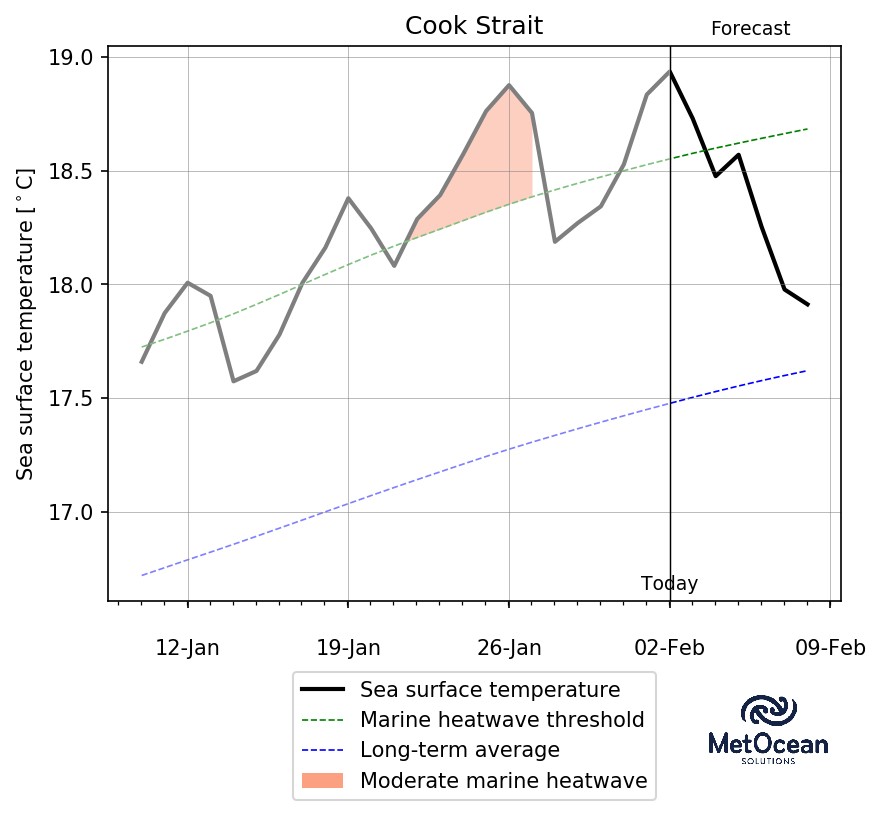 Cook Strait
Forecast
19.0
18.5
18.0
17.5
17.0
Sea surface temperature [°C]
Today
12-Jan
19-Jan
26-Jan
02-Feb
09-Feb
Sea surface temperature
Marine heatwave threshold
Long-term average
Moderate marine heatwave
MetOcean
SOLUTIONS